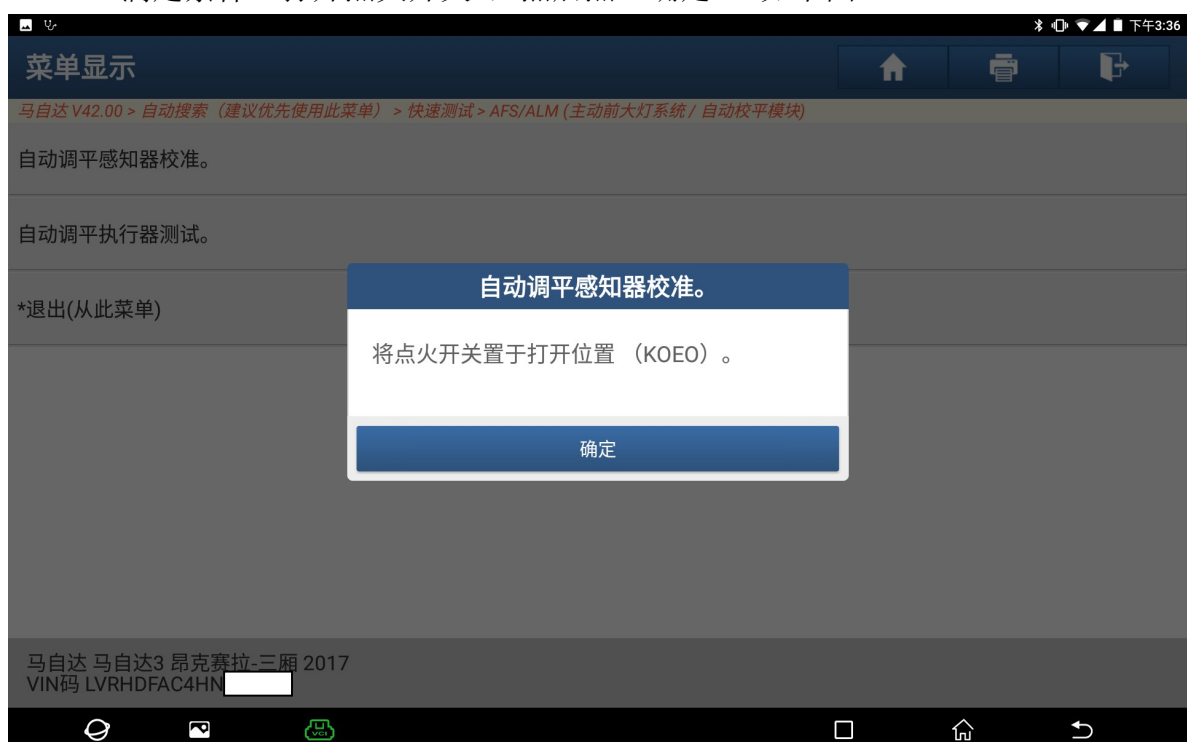 下午3:36
菜单显示
马自达 V42.00 > 自动搜索（建议优先使用此菜单） > 快速测试 > AFS/ALM (主动前大灯系统 / 自动校平模块)
自动调平感知器校准。
自动调平执行器测试。
*退出(从此菜单)
自动调平感知器校准。
将点火开关置于打开位置 （KOEO）。
确定
马自达 马自达3 昂克赛拉-三厢 2017
VIN码 LVRHDFAC4HN
VCI